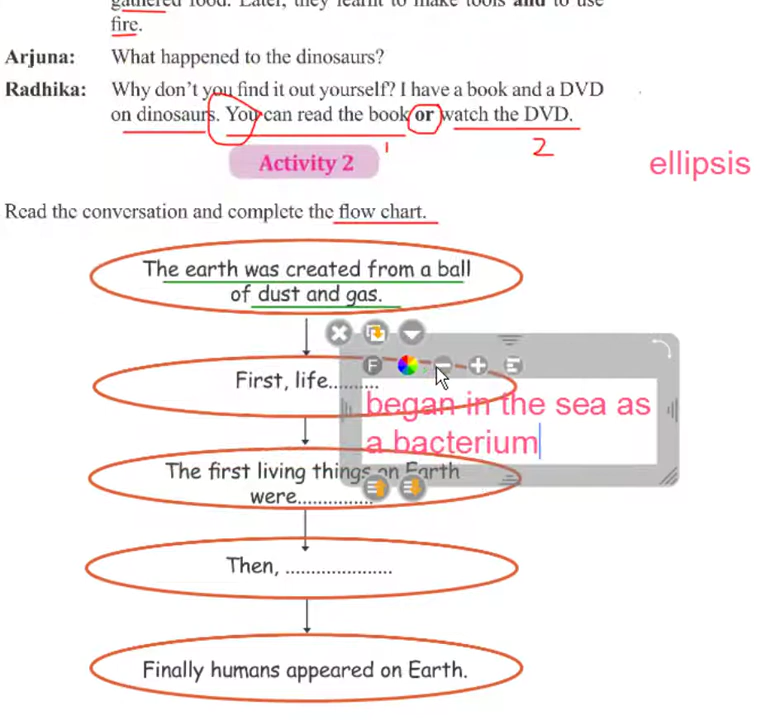 gathered food. Later, they learnt to make tools and to use
fire.
Arjuna: What happened to the dinosaurs?
Radhika: Why don't you find it out yourself? I have a book and a DVD
on dinosaurs. You can read the book or watch the DVD.
1 2
Activity 2
ellipsis
Read the conversation and complete the flow chart.
The earth was created from a ball
of dust and gas.
F
First, life..........
began in the sea as
a bacterium
The first living things on Earth
were...............
Then, .....................
Finally humans appeared on Earth.